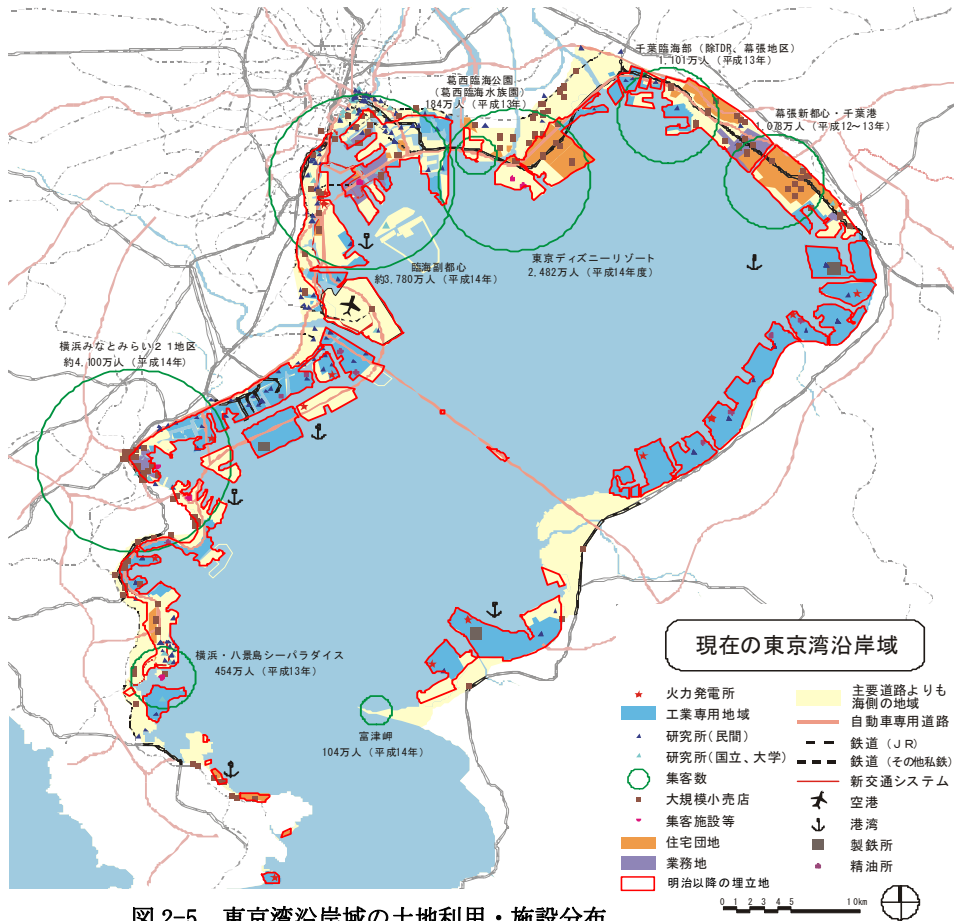 千葉臨海部（除TDR、幕張地区）
1,101万人（平成13年）
葛西臨海公園
（葛西臨海水族園）
184万人（平成13年）
幕張新都心・千葉港
1,078万人（平成12～13年）
臨海副都心
約3,780万人（平成14年）
東京ディズニーリゾート
2,482万人（平成14年度）
横浜みなとみらい２１地区
約4,100万人（平成14年）
横浜・八景島シーパラダイス
454万人（平成13年）
富津岬
104万人（平成14年）
現在の東京湾沿岸域
火力発電所
工業専用地域
研究所（民間）
研究所（国立、大学）
集客数
大規模小売店
集客施設等
住宅団地
業務地
明治以降の埋立地
主要道路よりも
海側の地域
自動車専用道路
鉄道（ＪＲ）
鉄道（その他私鉄）
新交通システム
空港
港湾
製鉄所
精油所
0 1 2 3 4 5 10km
図 2-5 東京湾沿岸域の土地利用・施設分布